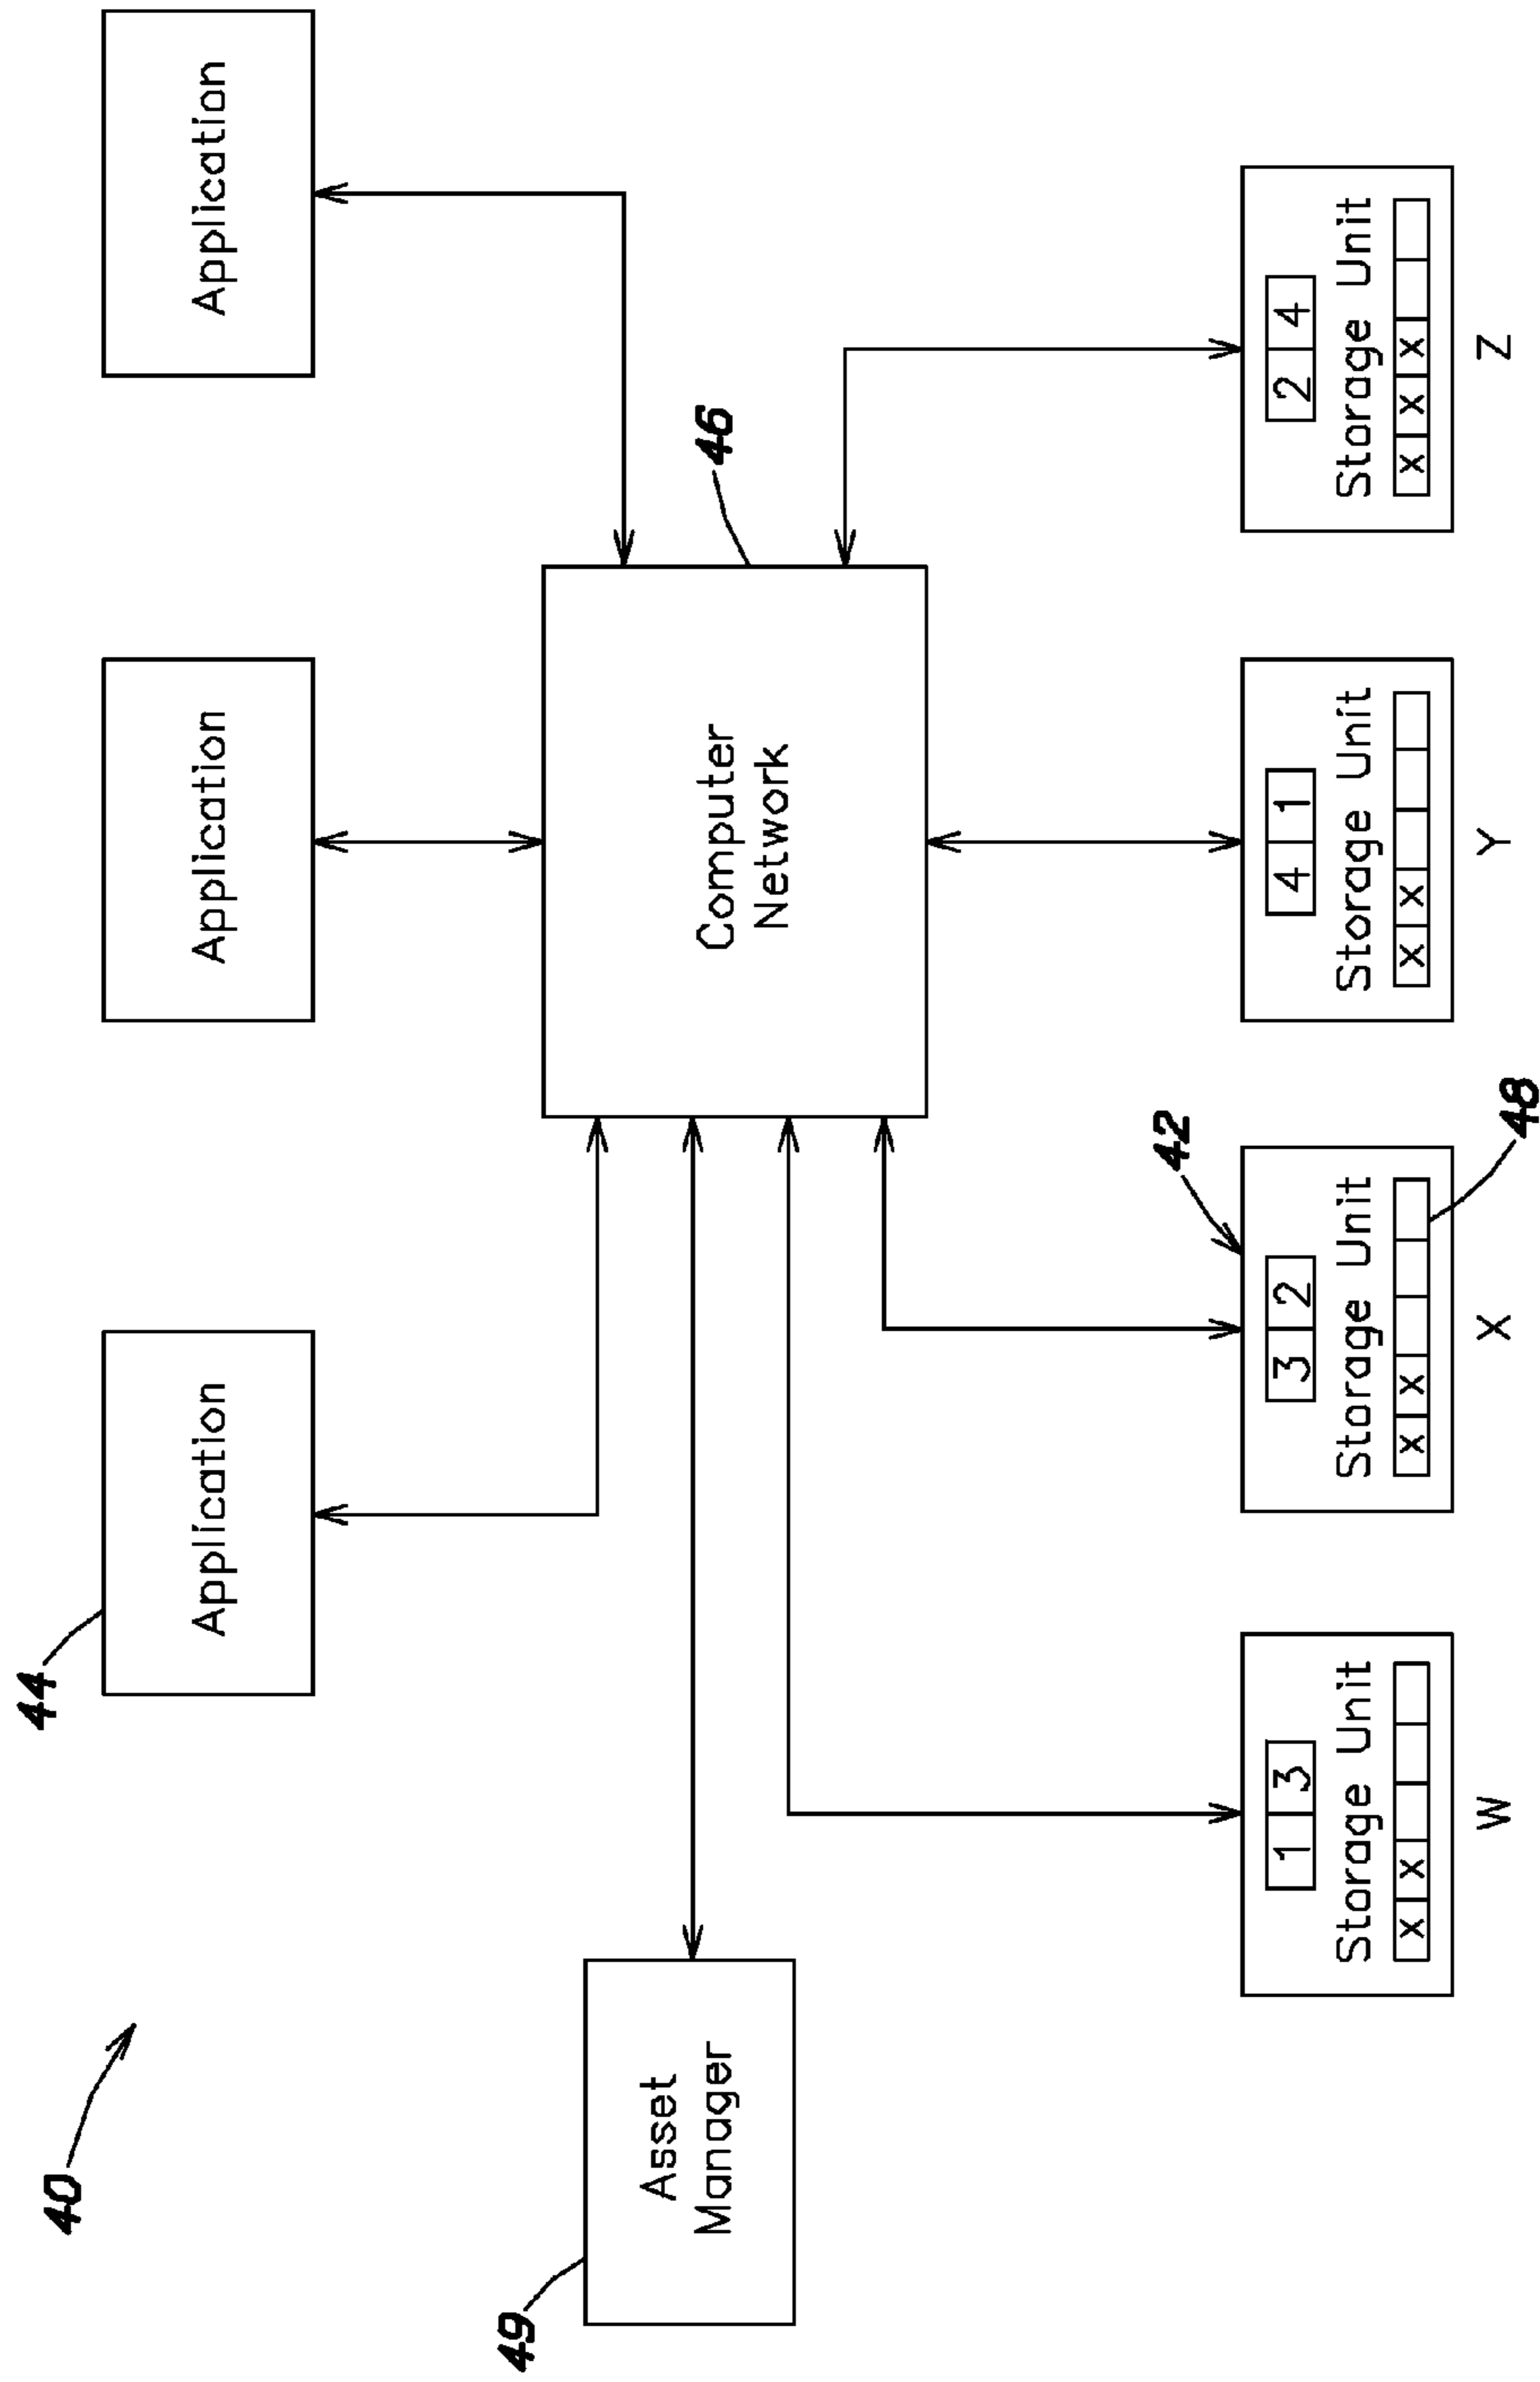 40
44
Application
Application
Application
49
Asset
Manager
Computer
Network
46
42
1 3
Storage Unit
x x
W
3 2
Storage Unit
x x
X
48
4 1
Storage Unit
x x
Y
2 4
Storage Unit
x x x
Z